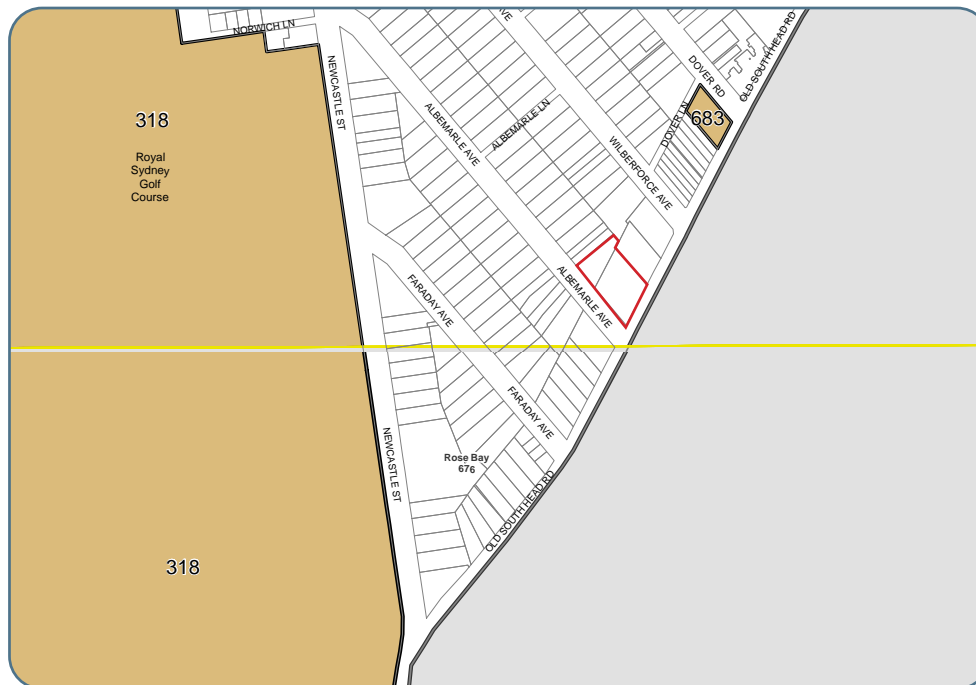 NORWICH LN
AVE
DOVER RD
OLD SOUTH HEAD RD
NEWCASTLE ST
318
Royal
Sydney
Golf
Course
ALBEMARLE AVE
ALBEMARLE LN
DOVER LN
683
WILBERFORCE AVE
ALBEMARLE AVE
FARADAY AVE
FARADAY AVE
NEWCASTLE ST
Rose Bay
676
OLD SOUTH HEAD RD
318